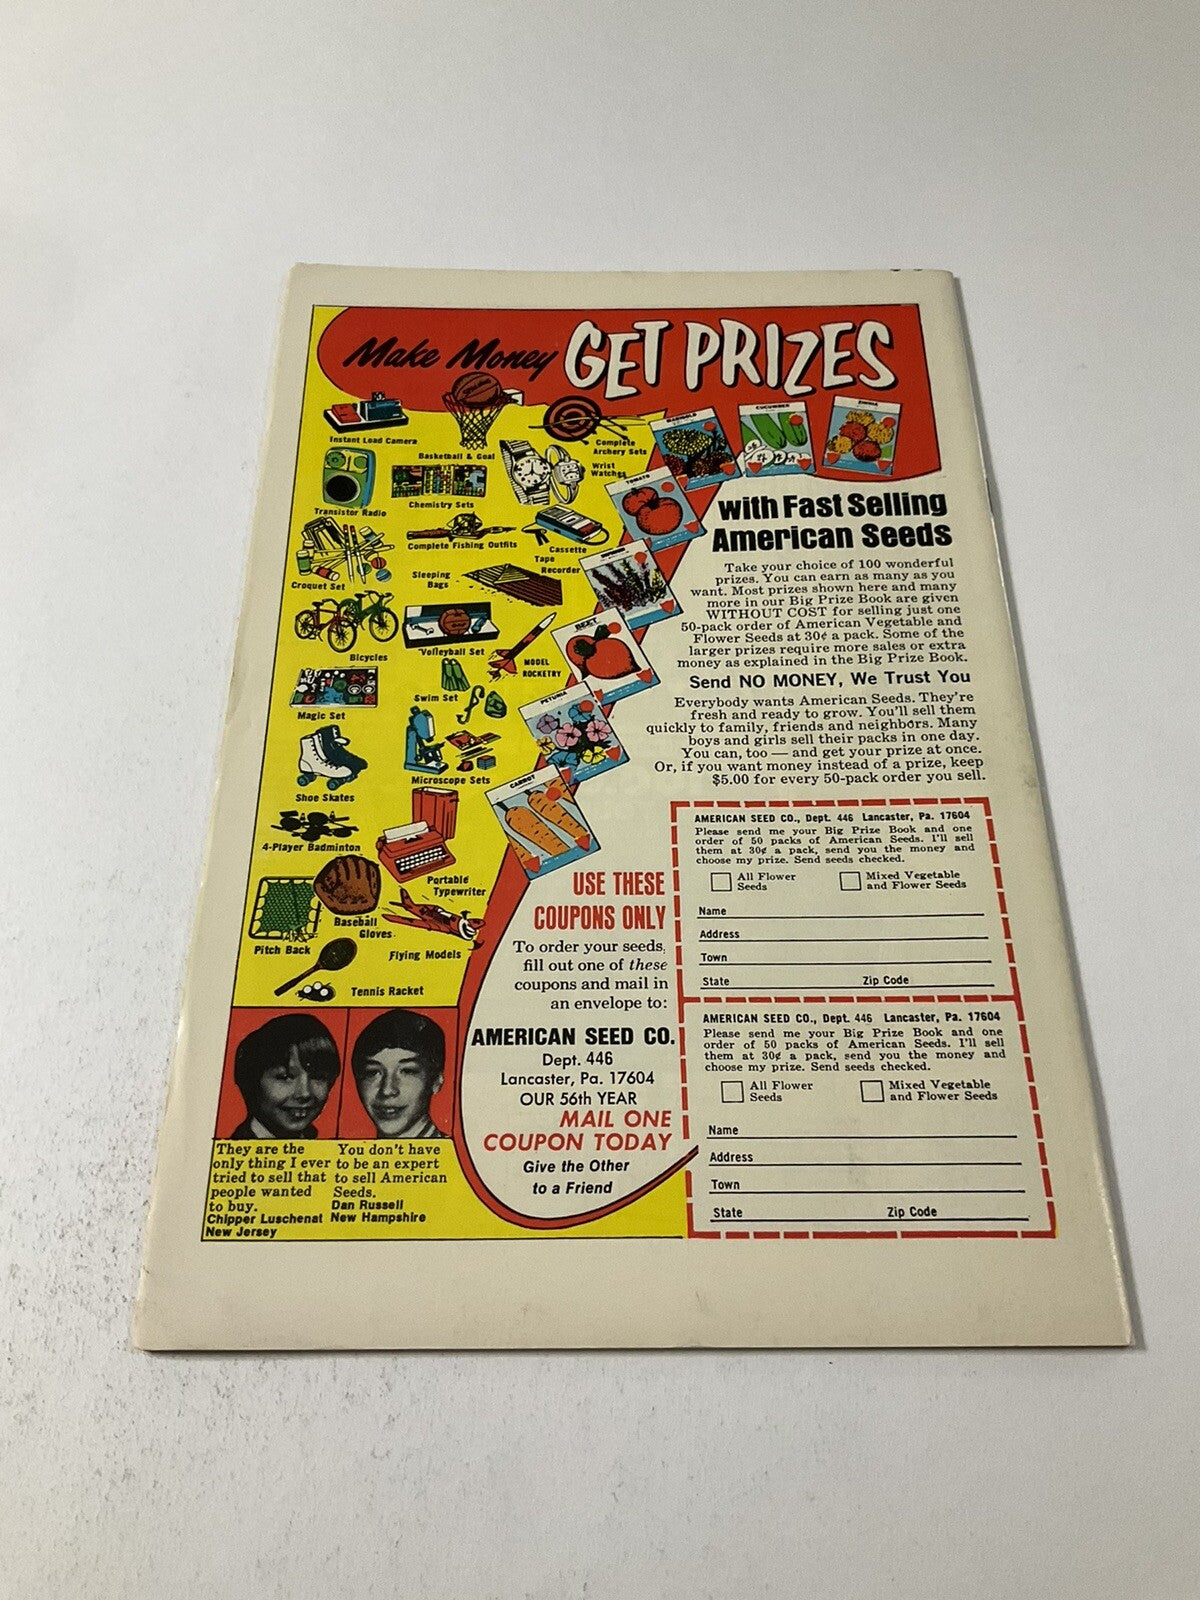 Make Money GET PRIZES
Instant Load Camera
Basketball & Goal
Complete
Archery Sets
Transistor Radio
Chemistry Sets
Wrist
Watches
Croquet Set
Complete Fishing Outfits
Cassette
Tape
Recorder
Sleeping
Bags
Bicycles
Volleyball Set
MODEL
ROCKETRY
Magic Set
Swim Set
Shoe Skates
Microscope Sets
4-Player Badminton
Portable
Typewriter
Pitch Back
Baseball
Gloves
Flying Models
Tennis Racket
MARIGOLD
CUCUMBER
ZINNIA
TOMATO
BEET
PETUNIA
CARROT
with Fast Selling
American Seeds
Take your choice of 100 wonderful
prizes. You can earn as many as you
want. Most prizes shown here and many
more in our Big Prize Book are given
WITHOUT COST for selling just one
50-pack order of American Vegetable and
Flower Seeds at 30¢ a pack. Some of the
larger prizes require more sales or extra
money as explained in the Big Prize Book.
Send NO MONEY, We Trust You
Everybody wants American Seeds. They're
fresh and ready to grow. You'll sell them
quickly to family, friends and neighbors. Many
boys and girls sell their packs in one day.
You can, too — and get your prize at once.
Or, if you want money instead of a prize, keep
$5.00 for every 50-pack order you sell.
USE THESE
COUPONS ONLY
To order your seeds,
fill out one of these
coupons and mail in
an envelope to:
AMERICAN SEED CO.
Dept. 446
Lancaster, Pa. 17604
OUR 56th YEAR
MAIL ONE
COUPON TODAY
Give the Other
to a Friend
AMERICAN SEED CO., Dept. 446 Lancaster, Pa. 17604
Please send me your Big Prize Book and one
order of 50 packs of American Seeds. I'll sell
them at 30¢ a pack, send you the money and
choose my prize. Send seeds checked.
All Flower
Seeds
Mixed Vegetable
and Flower Seeds
Name
Address
Town
State Zip Code
AMERICAN SEED CO., Dept. 446 Lancaster, Pa. 17604
Please send me your Big Prize Book and one
order of 50 packs of American Seeds. I'll sell
them at 30¢ a pack, send you the money and
choose my prize. Send seeds checked.
All Flower
Seeds
Mixed Vegetable
and Flower Seeds
Name
Address
Town
State Zip Code
They are the
only thing I ever
tried to sell that
people wanted
to buy.
Chipper Luschenat
New Jersey
You don't have
to be an expert
to sell American
Seeds.
Dan Russell
New Hampshire